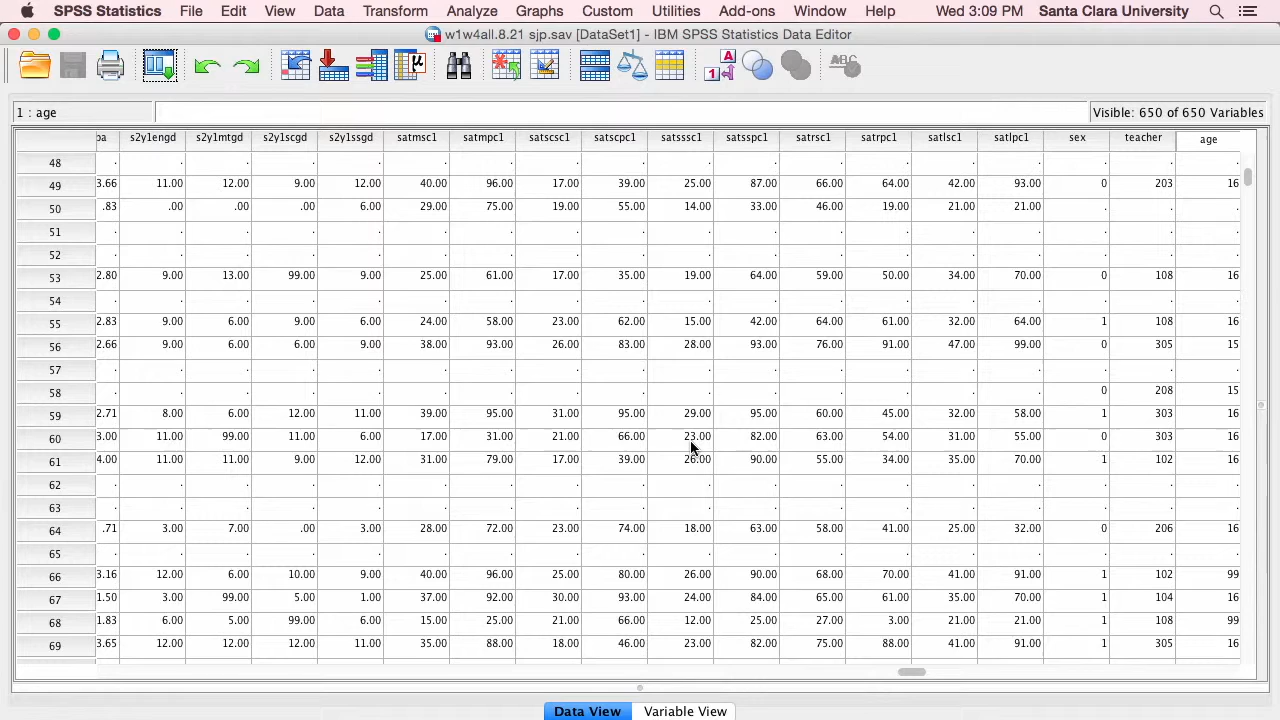 SPSS Statistics File Edit View Data Transform Analyze Graphs Custom Utilities Add-ons Window Help Wed 3:09 PM Santa Clara University
w1w4all.8.21 sjp.sav [DataSet1] - IBM SPSS Statistics Data Editor
1 : age Visible: 650 of 650 Variables
pa s2y1engd s2y1mtgd s2y1scgd s2y1ssgd satmsc1 satmpc1 satscsc1 satscpc1 satsssc1 satsspc1 satrsc1 satrpc1 satlsc1 satlpc1 sex teacher age
48 . . . . . . . . . . . . . . . . . .
49 3.66 11.00 12.00 9.00 12.00 40.00 96.00 17.00 39.00 25.00 87.00 66.00 64.00 42.00 93.00 0 203 16
50 .83 .00 .00 .00 6.00 29.00 75.00 19.00 55.00 14.00 33.00 46.00 19.00 21.00 21.00 . . .
51 . . . . . . . . . . . . . . . . . .
52 . . . . . . . . . . . . . . . . . .
53 2.80 9.00 13.00 99.00 9.00 25.00 61.00 17.00 35.00 19.00 64.00 59.00 50.00 34.00 70.00 0 108 16
54 . . . . . . . . . . . . . . . . . .
55 2.83 9.00 6.00 9.00 6.00 24.00 58.00 23.00 62.00 15.00 42.00 64.00 61.00 32.00 64.00 1 108 16
56 2.66 9.00 6.00 6.00 9.00 38.00 93.00 26.00 83.00 28.00 93.00 76.00 91.00 47.00 99.00 0 305 15
57 . . . . . . . . . . . . . . . . . .
58 . . . . . . . . . . . . . . . 0 208 15
59 2.71 8.00 6.00 12.00 11.00 39.00 95.00 31.00 95.00 29.00 95.00 60.00 45.00 32.00 58.00 1 303 16
60 3.00 11.00 99.00 11.00 6.00 17.00 31.00 21.00 66.00 23.00 82.00 63.00 54.00 31.00 55.00 0 303 16
61 4.00 11.00 11.00 9.00 12.00 31.00 79.00 17.00 39.00 26.00 90.00 55.00 34.00 35.00 70.00 1 102 16
62 . . . . . . . . . . . . . . . . . .
63 . . . . . . . . . . . . . . . . . .
64 .71 3.00 7.00 .00 3.00 28.00 72.00 23.00 74.00 18.00 63.00 58.00 41.00 25.00 32.00 0 206 16
65 . . . . . . . . . . . . . . . . . .
66 3.16 12.00 6.00 10.00 9.00 40.00 96.00 25.00 80.00 26.00 90.00 68.00 70.00 41.00 91.00 1 102 99
67 1.50 3.00 99.00 5.00 1.00 37.00 92.00 30.00 93.00 24.00 84.00 65.00 61.00 35.00 70.00 1 104 16
68 1.83 6.00 5.00 99.00 6.00 15.00 25.00 21.00 66.00 12.00 25.00 27.00 3.00 21.00 21.00 1 108 99
69 3.65 12.00 12.00 12.00 11.00 35.00 88.00 18.00 46.00 23.00 82.00 75.00 88.00 41.00 91.00 1 305 16
Data View Variable View